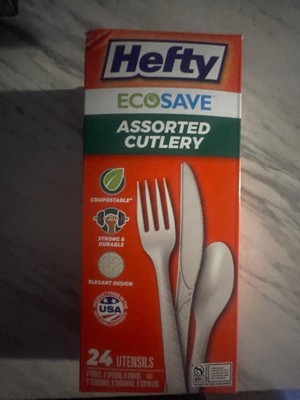 Hefty
ECOSAVE
ASSORTED
CUTLERY
COMPOSTABLE*
STRONG &
DURABLE
ELEGANT DESIGN
USA
24 UTENSILS